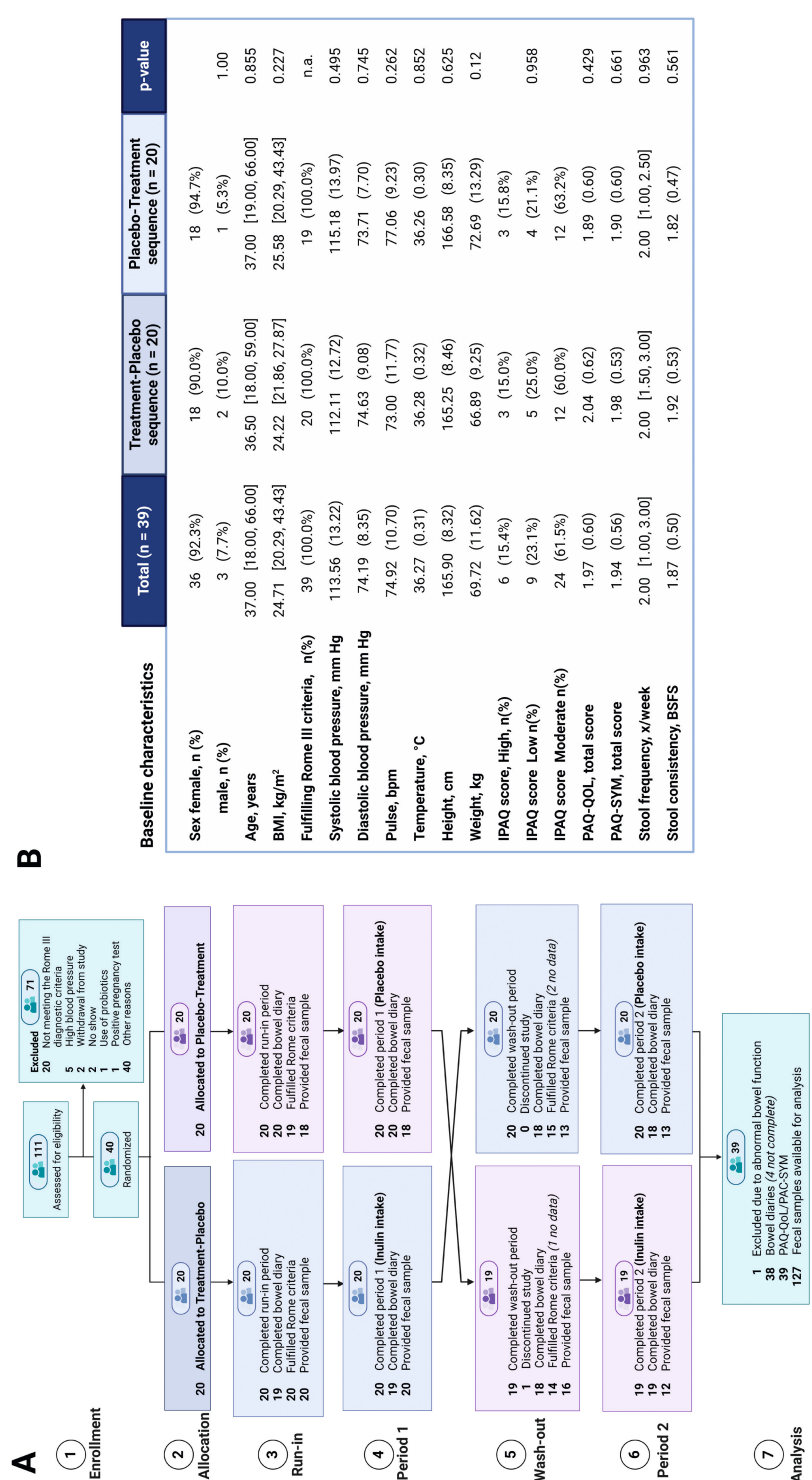 A
1
Enrollment
111
Assessed for eligibility
40
Randomized
71
Excluded
20 Not meeting the Rome III
diagnostic criteria
5 High blood pressure
2 Withdrawal from study
2 No show
1 Use of probiotics
1 Positive pregnancy test
40 Other reasons
2
Allocation
20
20 Allocated to Treatment-Placebo
20
20 Allocated to Placebo-Treatment
3
Run-in
20 Completed run-in period
19 Completed bowel diary
20 Fulfilled Rome criteria
20 Provided fecal sample
20 Completed run-in period
20 Completed bowel diary
19 Fulfilled Rome criteria
18 Provided fecal sample
4
Period 1
20
20 Completed period 1 (Inulin intake)
19 Completed bowel diary
20 Provided fecal sample
20
20 Completed period 1 (Placebo intake)
20 Completed bowel diary
18 Provided fecal sample
5
Wash-out
19
19 Completed wash-out period
1 Discontinued study
18 Completed bowel diary
14 Fulfilled Rome criteria (1 no data)
16 Provided fecal sample
20
20 Completed wash-out period
0 Discontinued study
18 Completed bowel diary
15 Fulfilled Rome criteria (2 no data)
13 Provided fecal sample
6
Period 2
19
19 Completed period 2 (Inulin intake)
19 Completed bowel diary
12 Provided fecal sample
20
20 Completed period 2 (Placebo intake)
18 Completed bowel diary
13 Provided fecal sample
7
Analysis
39
1 Excluded due to abnormal bowel function
38 Bowel diaries (4 not complete)
39 PAQ-QoL/PAC-SYM
127 Fecal samples available for analysis
B
Baseline characteristics Total (n = 39) Treatment-Placebo sequence (n = 20) Placebo-Treatment sequence (n = 20) p-value
Sex female, n (%) 36 (92.3%) 18 (90.0%) 18 (94.7%)
male, n (%) 3 (7.7%) 2 (10.0%) 1 (5.3%) 1.00
Age, years 37.00 [18.00, 66.00] 36.50 [18.00, 59.00] 37.00 [19.00, 66.00] 0.855
BMI, kg/m² 24.71 [20.29, 43.43] 24.22 [21.86, 27.87] 25.58 [20.29, 43.43] 0.227
Fulfilling Rome III criteria, n(%) 39 (100.0%) 20 (100.0%) 19 (100.0%) n.a.
Systolic blood pressure, mm Hg 113.56 (13.22) 112.11 (12.72) 115.18 (13.97) 0.495
Diastolic blood pressure, mm Hg 74.19 (8.35) 74.63 (9.08) 73.71 (7.70) 0.745
Pulse, bpm 74.92 (10.70) 73.00 (11.77) 77.06 (9.23) 0.262
Temperature, °C 36.27 (0.31) 36.28 (0.32) 36.26 (0.30) 0.852
Height, cm 165.90 (8.32) 165.25 (8.46) 166.58 (8.35) 0.625
Weight, kg 69.72 (11.62) 66.89 (9.25) 72.69 (13.29) 0.12
IPAQ score, High, n(%) 6 (15.4%) 3 (15.0%) 3 (15.8%)
IPAQ score Low n(%) 9 (23.1%) 5 (25.0%) 4 (21.1%) 0.958
IPAQ score Moderate n(%) 24 (61.5%) 12 (60.0%) 12 (63.2%)
PAQ-QOL, total score 1.97 (0.60) 2.04 (0.62) 1.89 (0.60) 0.429
PAQ-SYM, total score 1.94 (0.56) 1.98 (0.53) 1.90 (0.60) 0.661
Stool frequency, x/week 2.00 [1.00, 3.00] 2.00 [1.50, 3.00] 2.00 [1.00, 2.50] 0.963
Stool consistency, BSFS 1.87 (0.50) 1.92 (0.53) 1.82 (0.47) 0.561